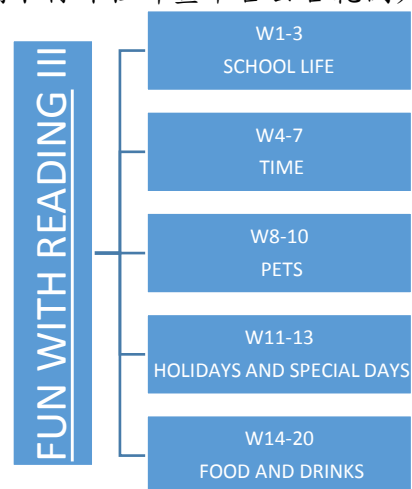 FUN WITH READING III
W1-3
SCHOOL LIFE
W4-7
TIME
W8-10
PETS
W11-13
HOLIDAYS AND SPECIAL DAYS
W14-20
FOOD AND DRINKS